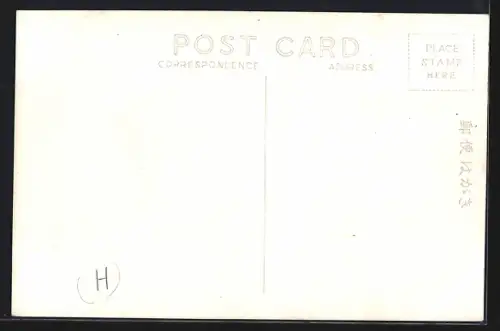 POST CARD
CORRESPONDENCE
ADDRESS
PLACE
STAMP
HERE
郵便はがき
(H)